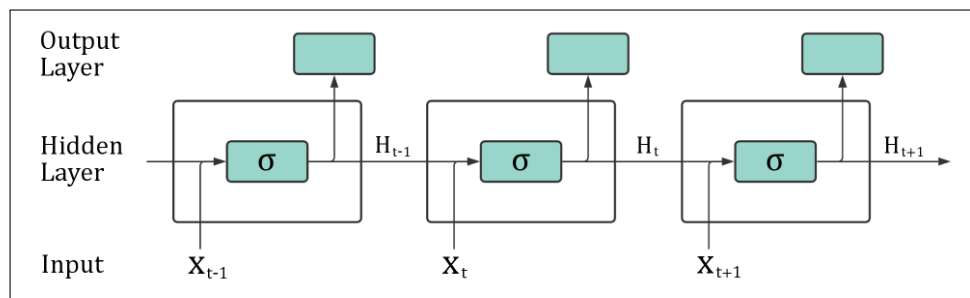 Output
Layer
Hidden
Layer
σ
H_{t-1}
σ
H_t
σ
H_{t+1}
Input
X_{t-1}
X_t
X_{t+1}